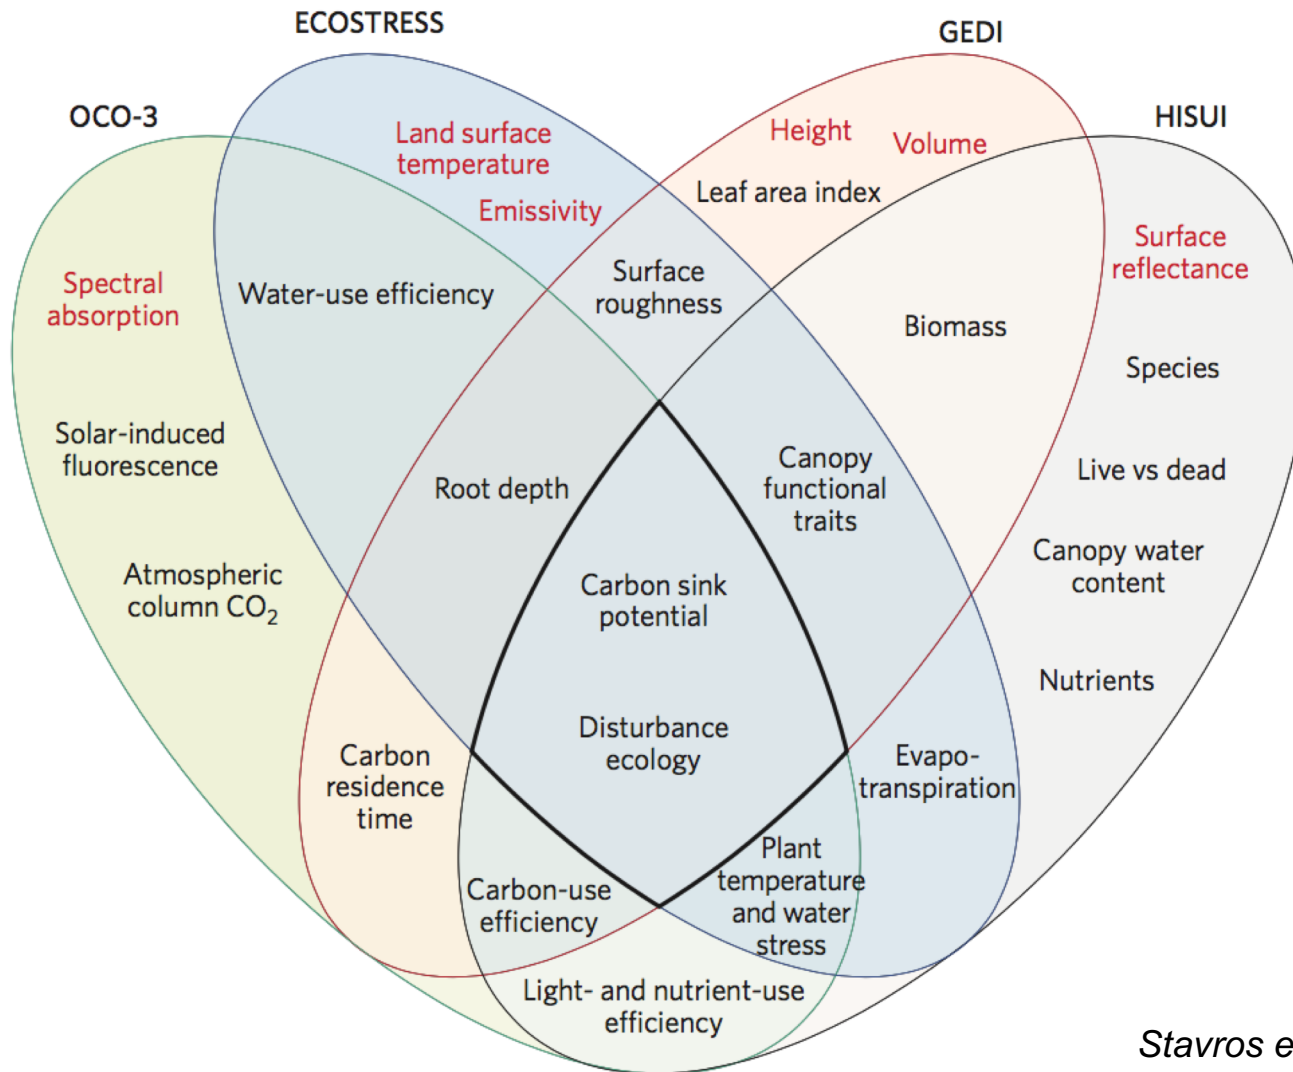 ECOSTRESS
GEDI
OCO-3
HISUI
Land surface
temperature
Emissivity
Height
Volume
Leaf area index
Surface
reflectance
Spectral
absorption
Water-use efficiency
Surface
roughness
Biomass
Species
Solar-induced
fluorescence
Root depth
Canopy
functional
traits
Live vs dead
Atmospheric
column CO₂
Carbon sink
potential
Canopy water
content
Nutrients
Disturbance
ecology
Carbon
residence
time
Evapo-
transpiration
Carbon-use
efficiency
Plant
temperature
and water
stress
Light- and nutrient-use
efficiency
Stavros e